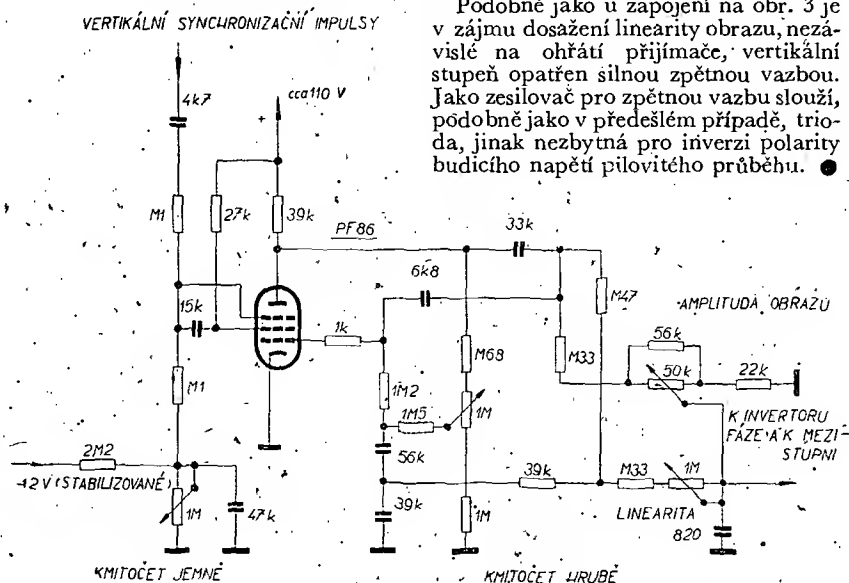 VERTIKÁLNÍ SYNCHRONIZAČNÍ IMPULSY
Podobně jako u zapojení na obr. 3 je
v zájmu dosažení linearity obrazu, nezá-
vislé na ohřátí přijímače, vertikální
stupeň opatřen silnou zpětnou vazbou.
Jako zesilovač pro zpětnou vazbu slouží,
podobně jako v předešlém případě, trio-
da, jinak nezbytná pro inverzi polarity
budicího napětí pilovitého průběhu.
4k7
cca 110 V
+
M1
27k
39k
PF86
33k
6k8
M47
AMPLITUDA OBRAZU
15k
1k
56k
M68
M33
50k
22k
M1
1M2
1M5
1M
K INVERTORU
FÁZE A K MEZI-
STUPNI
2M2
56k
-12 V (STABILIZOVANÉ)
39k
M33
1M
1M
47k
39k
1M
LINEARITA
820
KMITOČET JEMNĚ
KMITOČET HRUBĚ